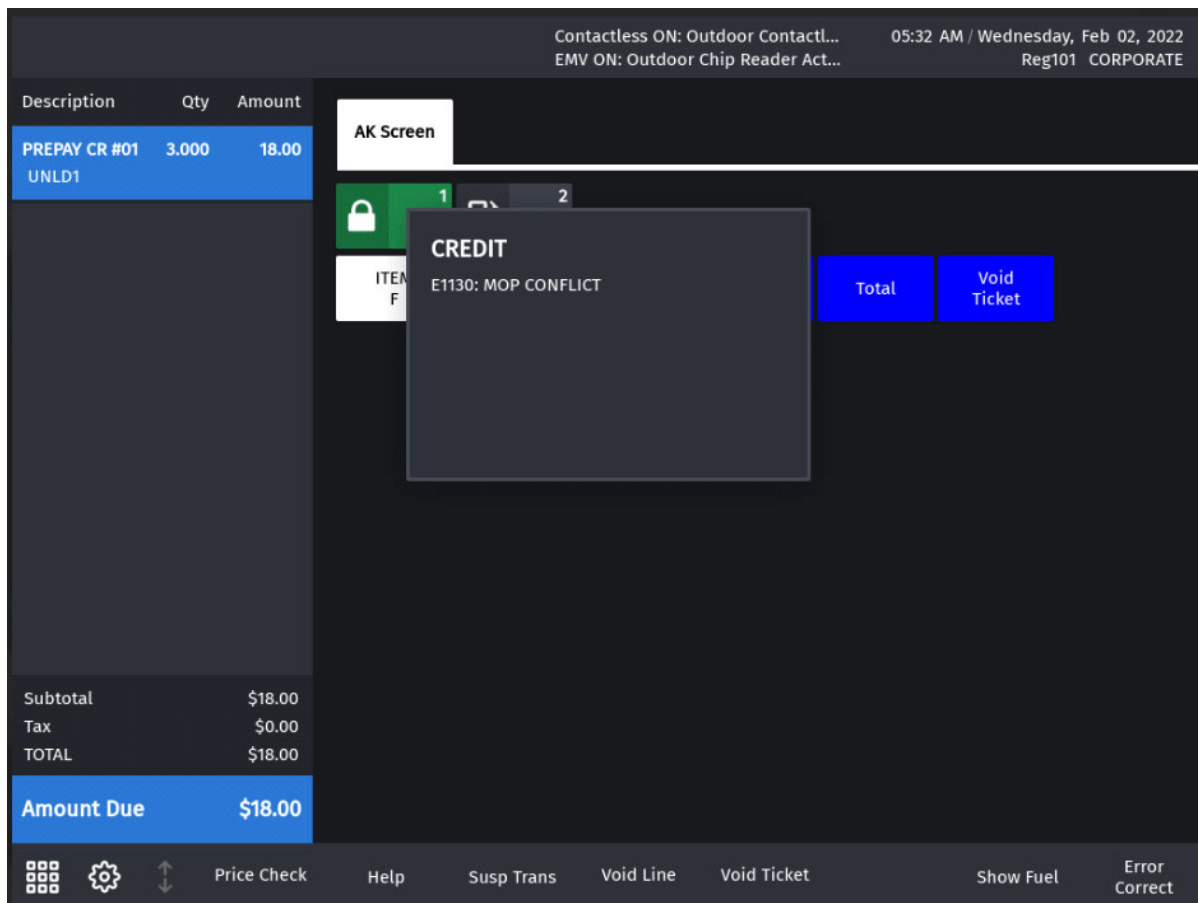 Contactless ON: Outdoor Contactl... 05:32 AM / Wednesday, Feb 02, 2022
EMV ON: Outdoor Chip Reader Act... Reg101 CORPORATE
Description Qty Amount
PREPAY CR #01 3.000 18.00
UNLD1
AK Screen
1 2
CREDIT
E1130: MOP CONFLICT
F
Total
Void
Ticket
Subtotal $18.00
Tax $0.00
TOTAL $18.00
Amount Due $18.00
Price Check Help Susp Trans Void Line Void Ticket Show Fuel Error
Correct